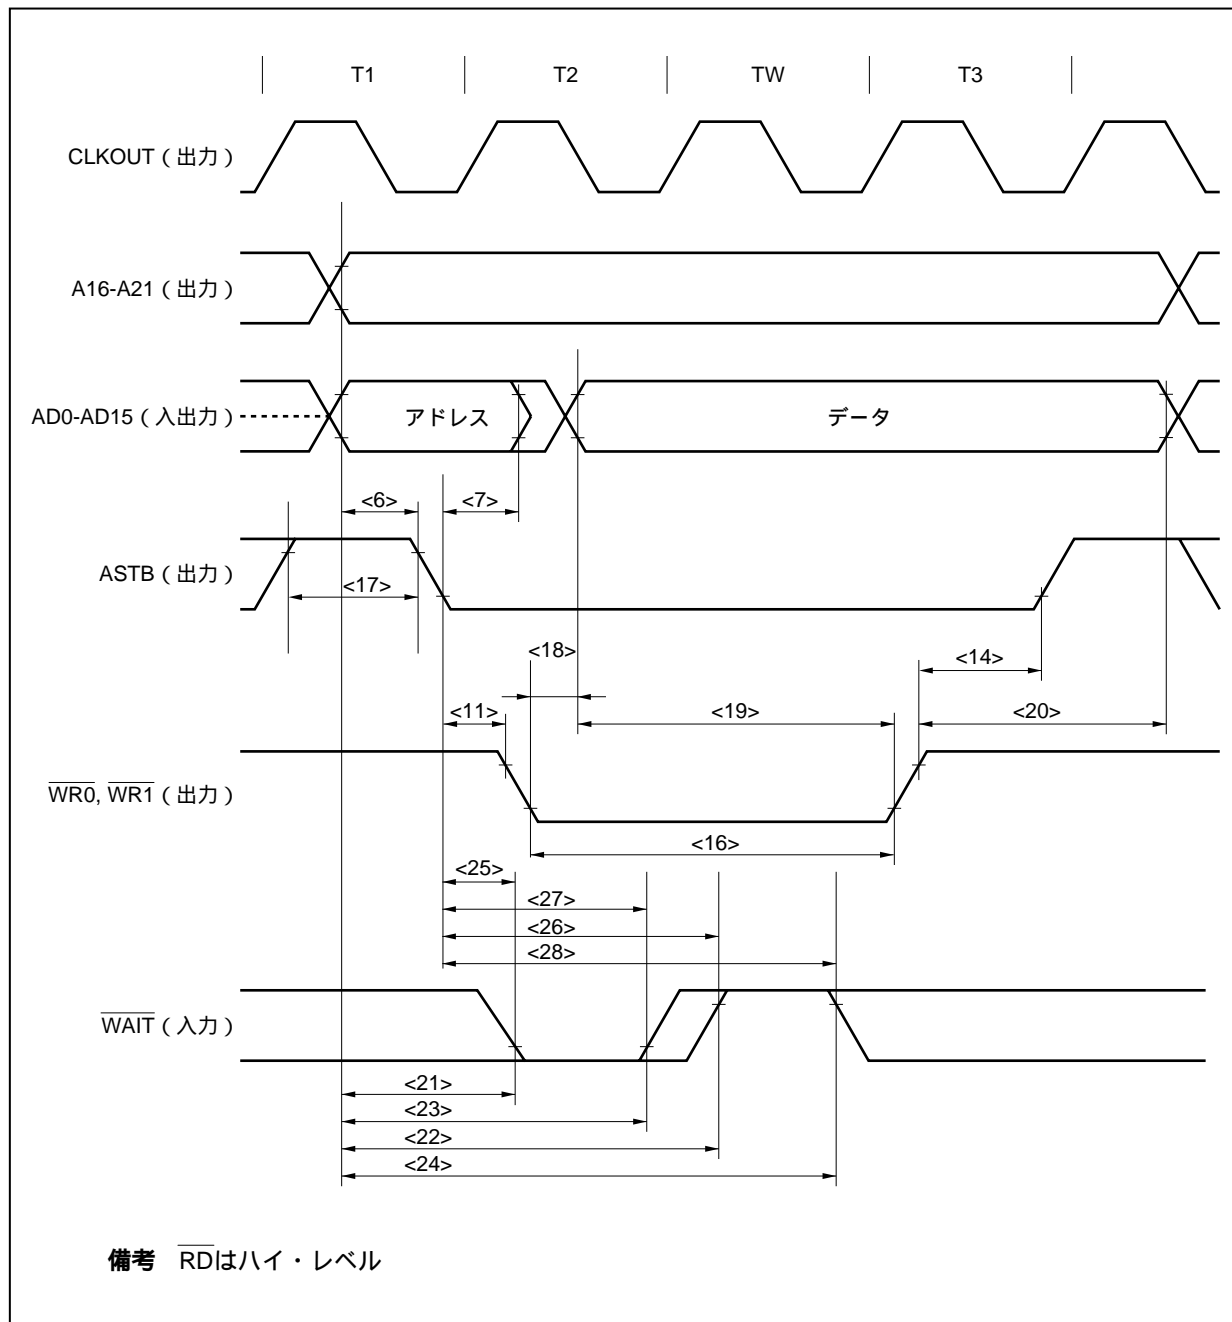 T1 T2 TW T3
CLKOUT（出力）
A16-A21（出力）
AD0-AD15（入出力） アドレス データ
<6> <7>
ASTB（出力）
<17>
<18> <14>
<11> <19> <20>
WR0, WR1（出力）
<16>
<25>
<27>
<26>
<28>
WAIT（入力）
<21>
<23>
<22>
<24>
備考 RDはハイ・レベル